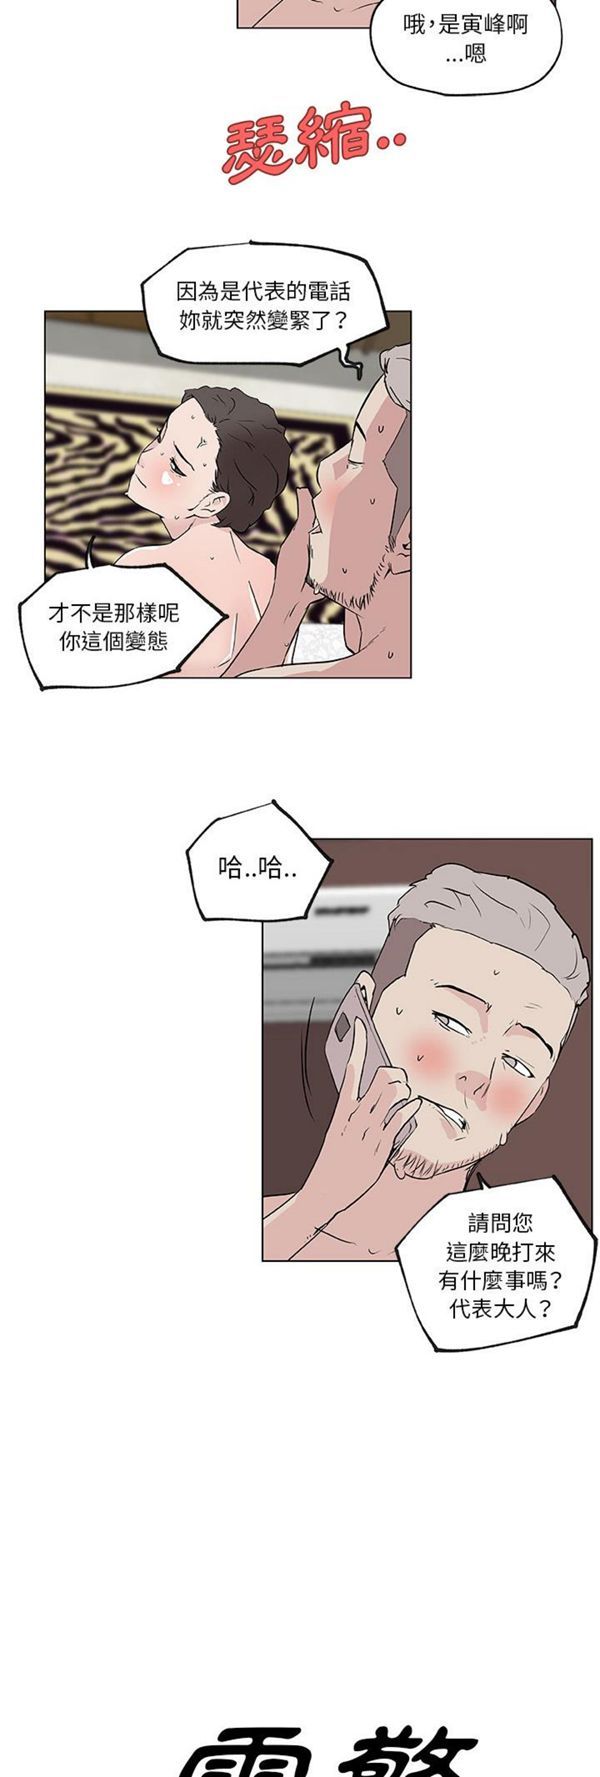 哦，是寅峰啊
...嗯
瑟縮..
因為是代表的電話
妳就突然變緊了？
才不是那樣呢
你這個變態
哈..哈..
請問您
這麼晚打來
有什麼事嗎？
代表大人？